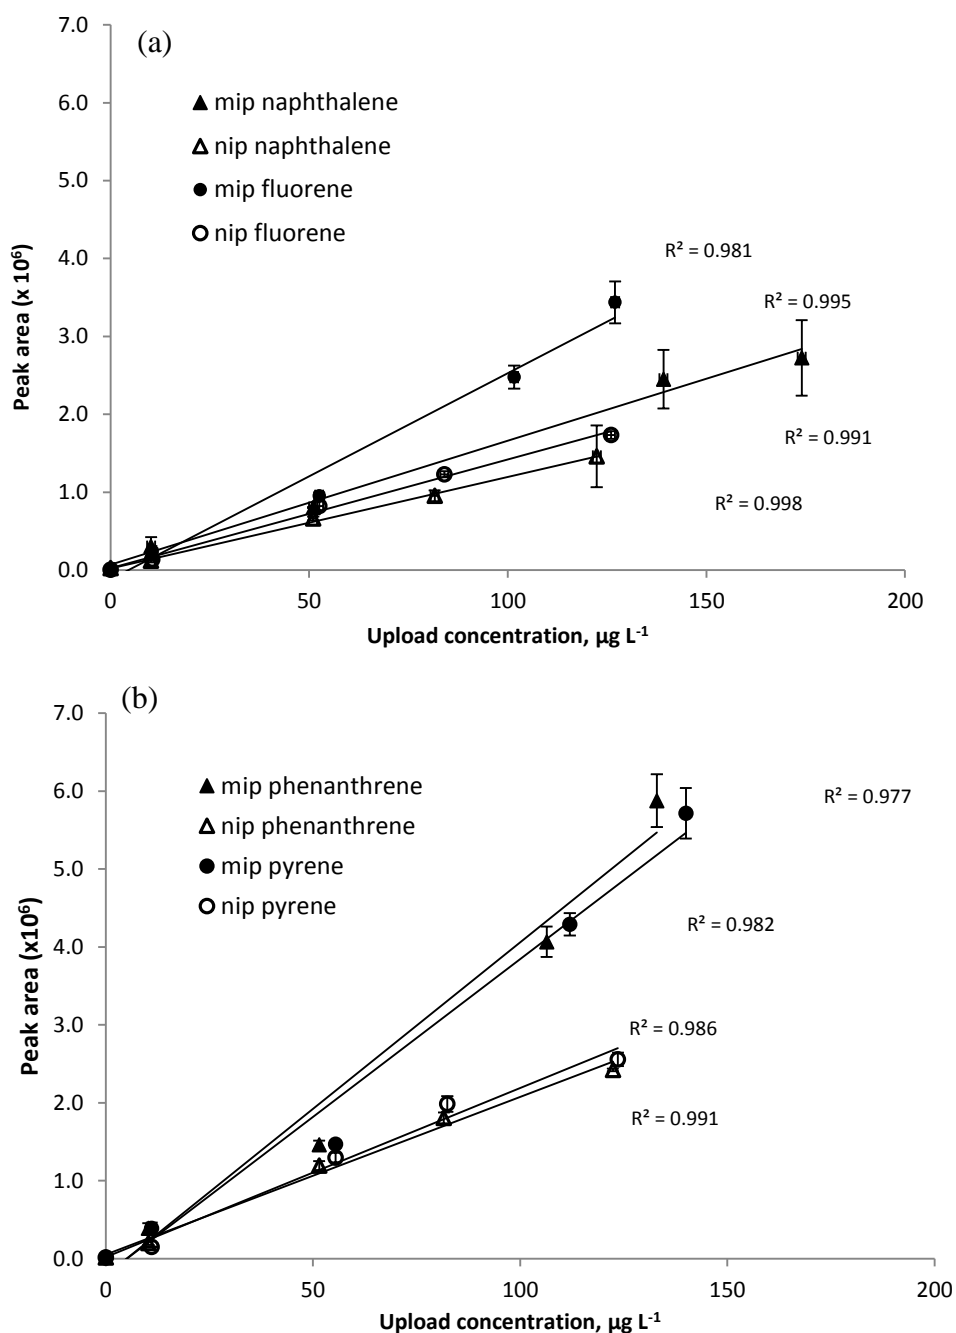 (a)
7.0
6.0
5.0
4.0
3.0
2.0
1.0
0.0
Peak area (x 10⁶)
mip naphthalene
nip naphthalene
mip fluorene
nip fluorene
R² = 0.981
R² = 0.995
R² = 0.991
R² = 0.998
0 50 100 150 200
Upload concentration, µg L⁻¹
(b)
7.0
6.0
5.0
4.0
3.0
2.0
1.0
0.0
Peak area (x10⁶)
mip phenanthrene
nip phenanthrene
mip pyrene
nip pyrene
R² = 0.977
R² = 0.982
R² = 0.986
R² = 0.991
0 50 100 150 200
Upload concentration, µg L⁻¹